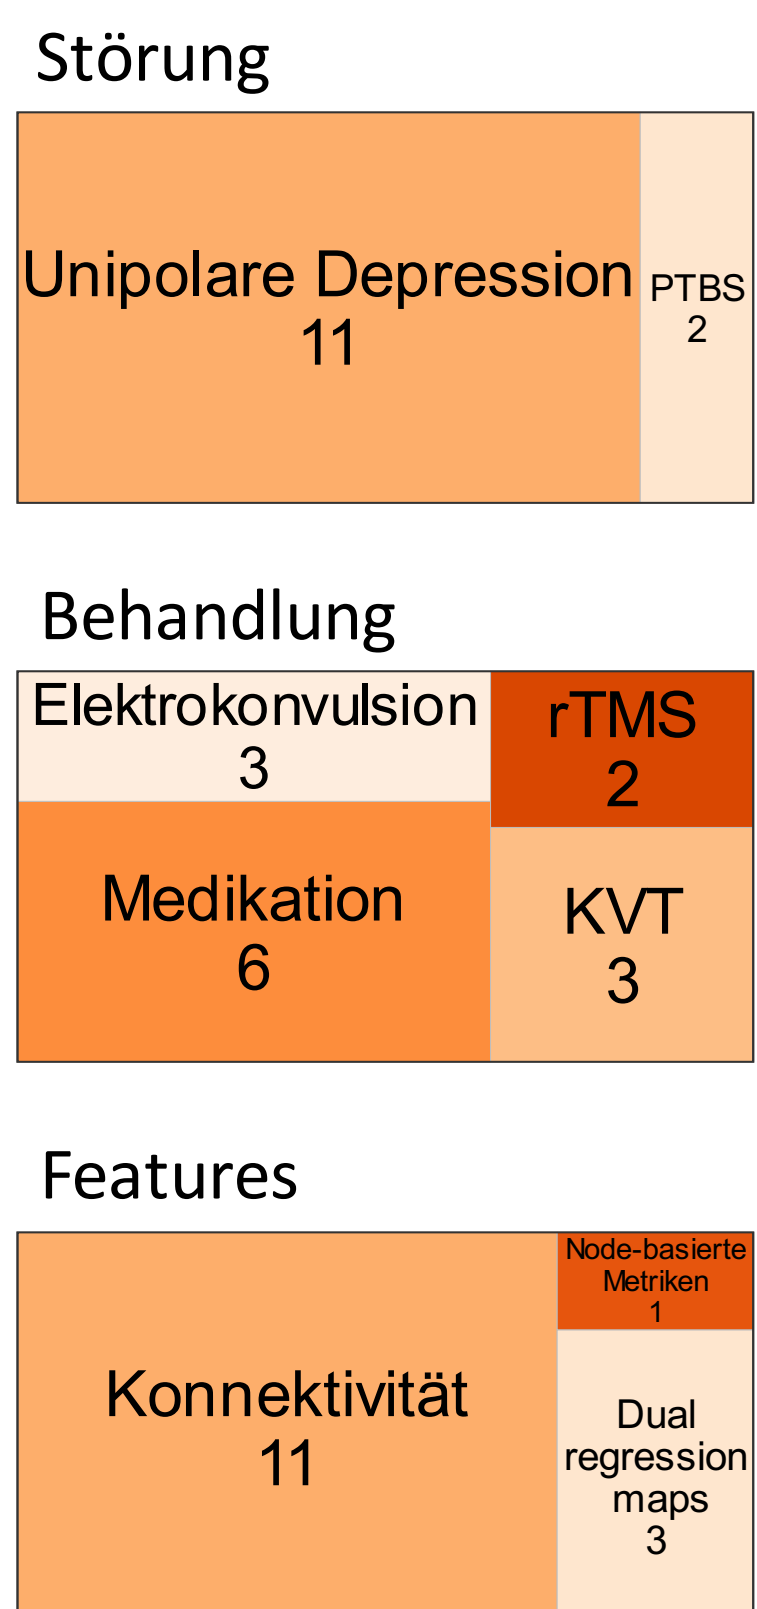 Störung
Unipolare Depression
11
PTBS
2
Behandlung
Elektrokonvulsion
3
rTMS
2
Medikation
6
KVT
3
Features
Konnektivität
11
Node-basierte
Metriken
1
Dual
regression
maps
3